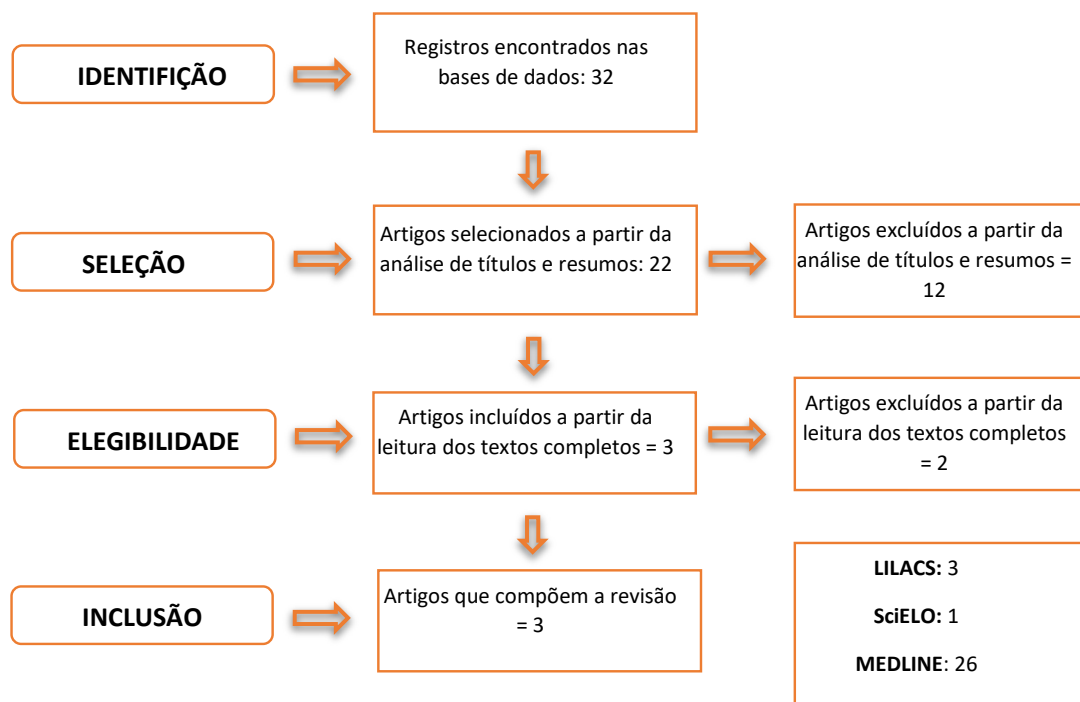 IDENTIFIÇÃO
Registros encontrados nas
bases de dados: 32
SELEÇÃO
Artigos selecionados a partir da
análise de títulos e resumos: 22
Artigos excluídos a partir da
análise de títulos e resumos =
12
ELEGIBILIDADE
Artigos incluídos a partir da
leitura dos textos completos = 3
Artigos excluídos a partir da
leitura dos textos completos
= 2
INCLUSÃO
Artigos que compõem a revisão
= 3
LILACS: 3
SciELO: 1
MEDLINE: 26